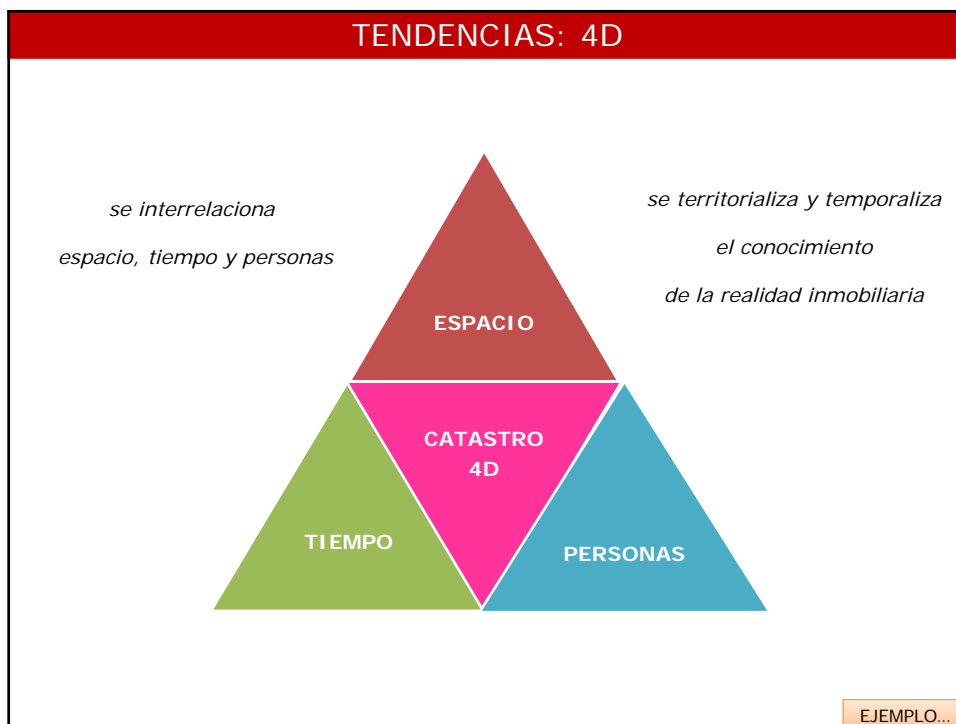 TENDENCIAS: 4D
se interrelaciona
espacio, tiempo y personas
se territorializa y temporaliza
el conocimiento
de la realidad inmobiliaria
ESPACIO
CATASTRO
4D
TIEMPO
PERSONAS
EJEMPLO...